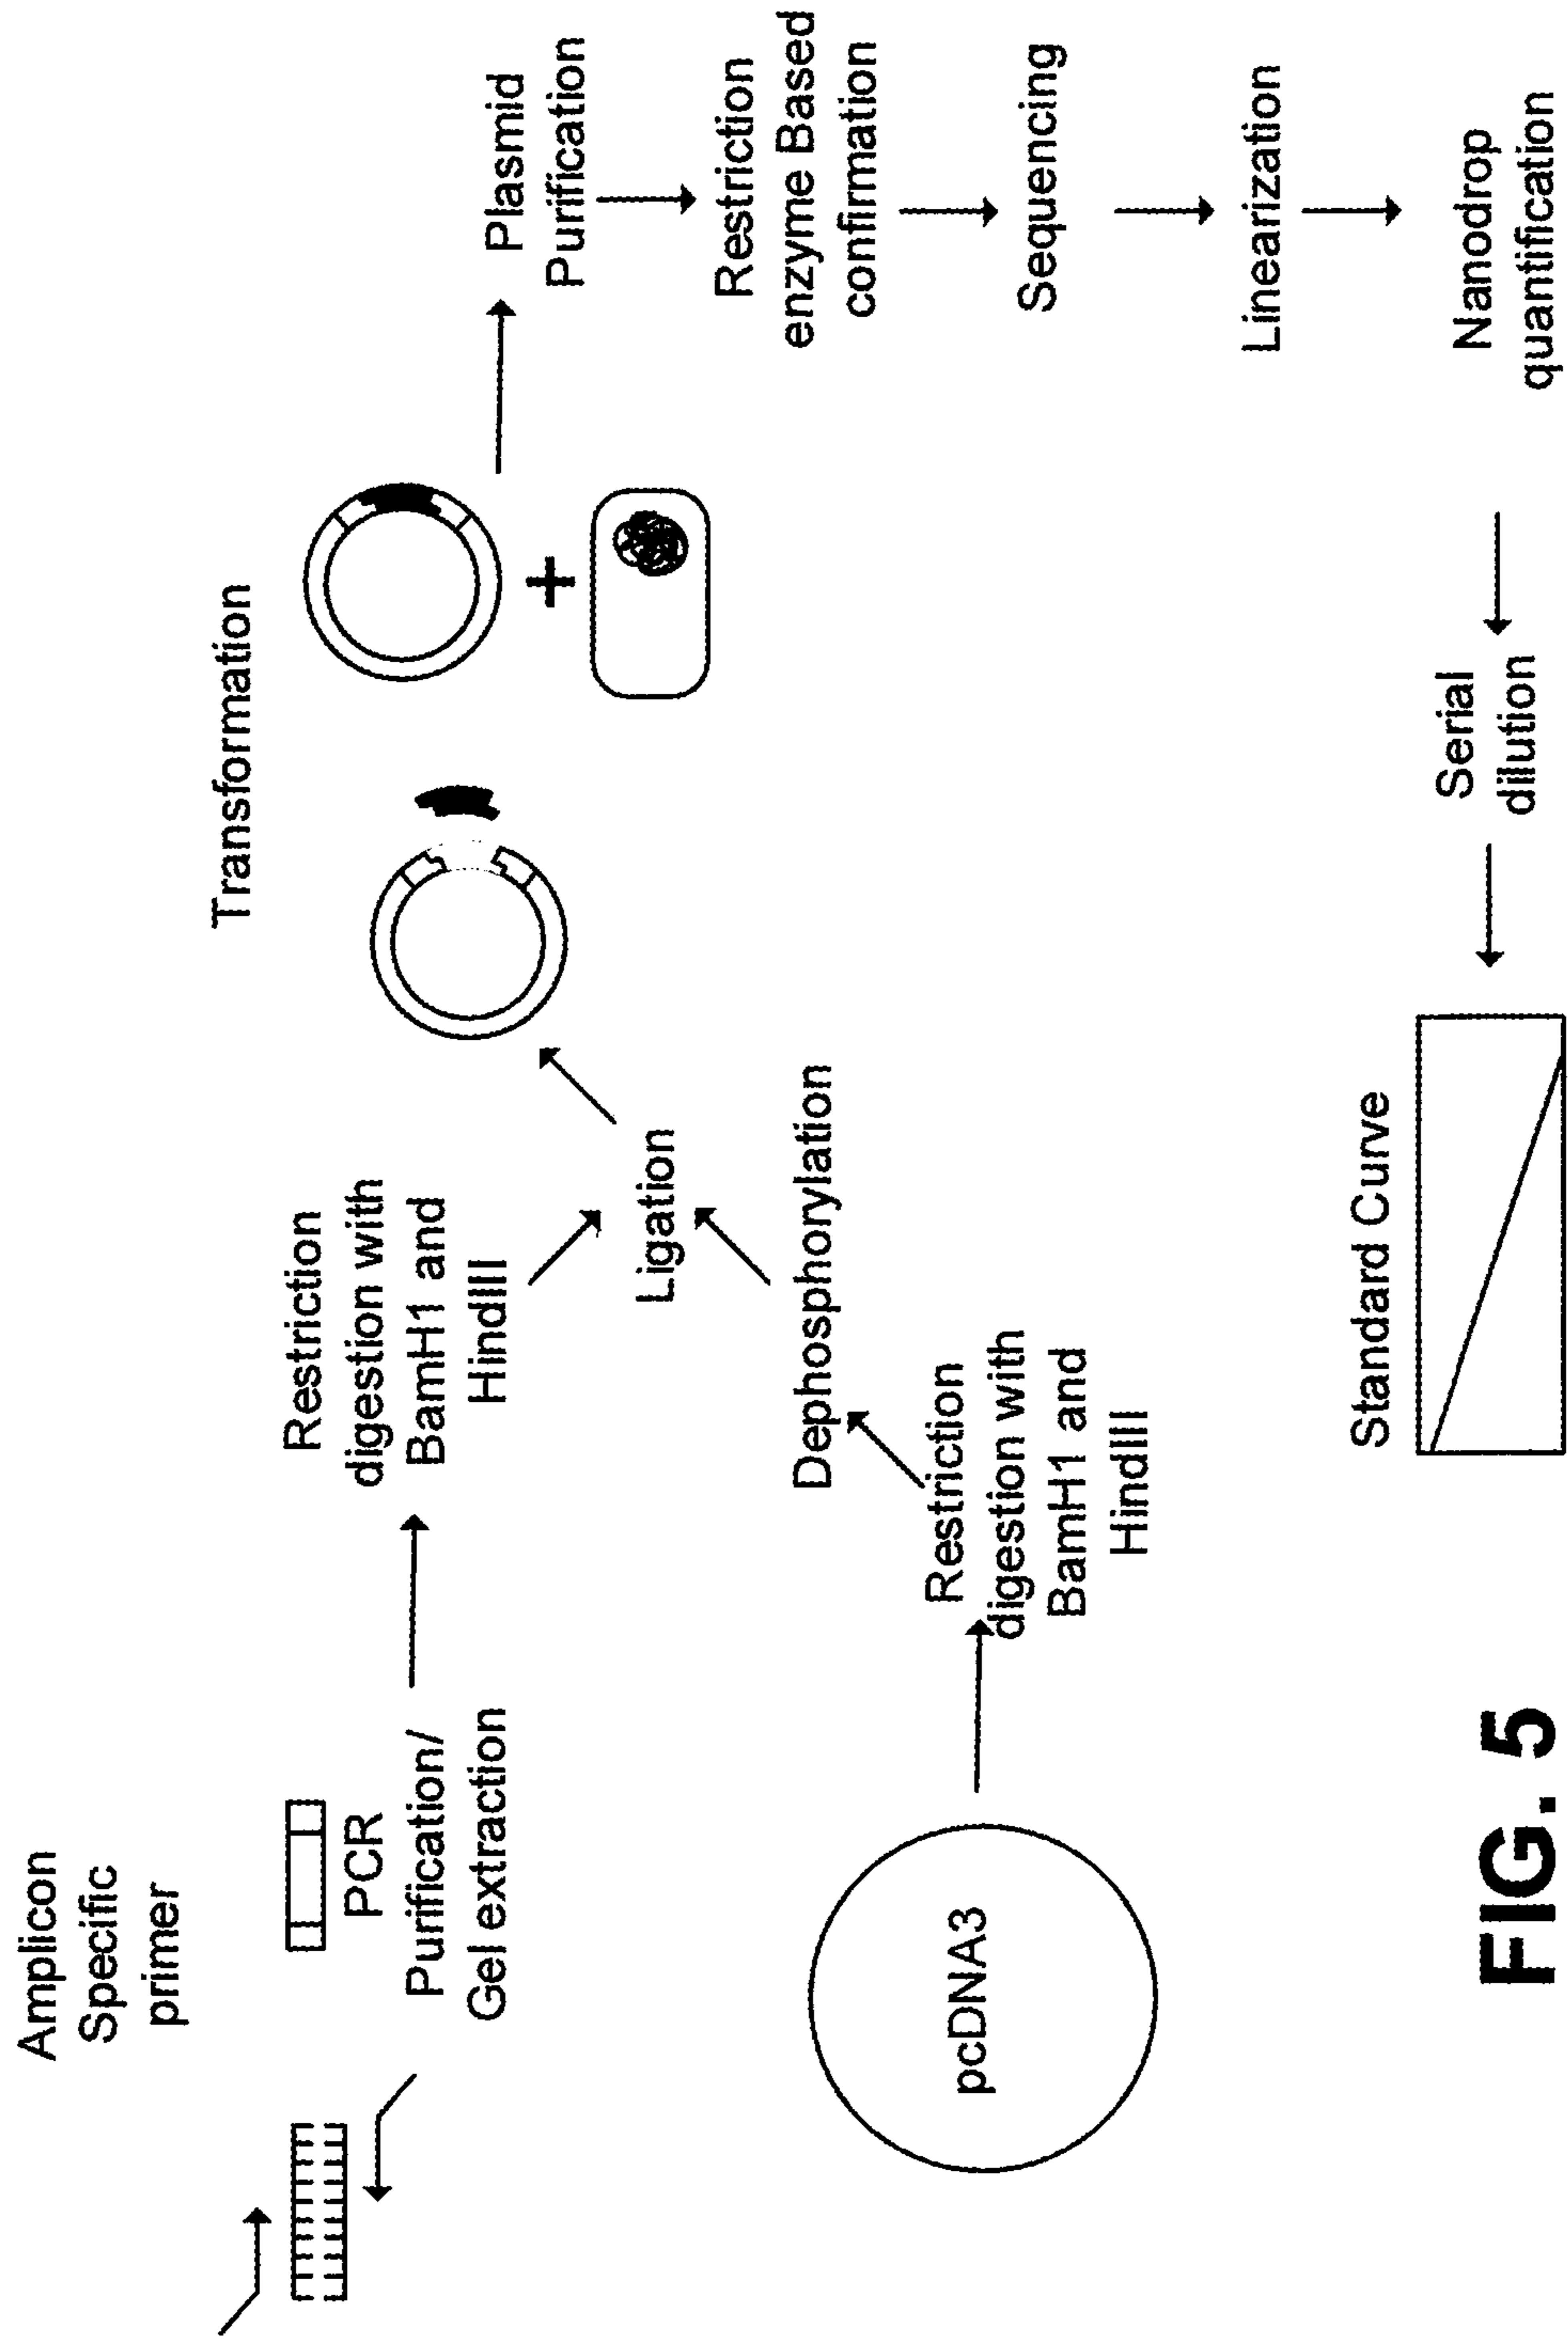 Amplicon
Specific
primer
PCR
Purification/
Gel extraction
Restriction
digestion with
BamH1 and
HindIII
pcDNA3
Restriction
digestion with
BamH1 and
HindIII
Dephosphorylation
Ligation
Transformation
+
Plasmid
Purification
Restriction
enzyme Based
confirmation
Sequencing
Linearization
Nanodrop
quantification
Serial
dilution
Standard Curve
FIG. 5